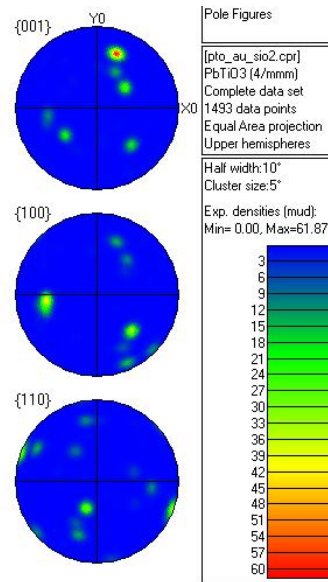 Y0
{001}
X0
{100}
{110}
Pole Figures
[pto_au_sio2.cpr]
PbTiO3 (4/mmm)
Complete data set
1493 data points
Equal Area projection
Upper hemispheres
Half width:10°
Cluster size:5°
Exp. densities (mud):
Min= 0.00, Max=61.87
3
6
9
12
15
18
21
24
27
30
33
36
39
42
45
48
51
54
57
60